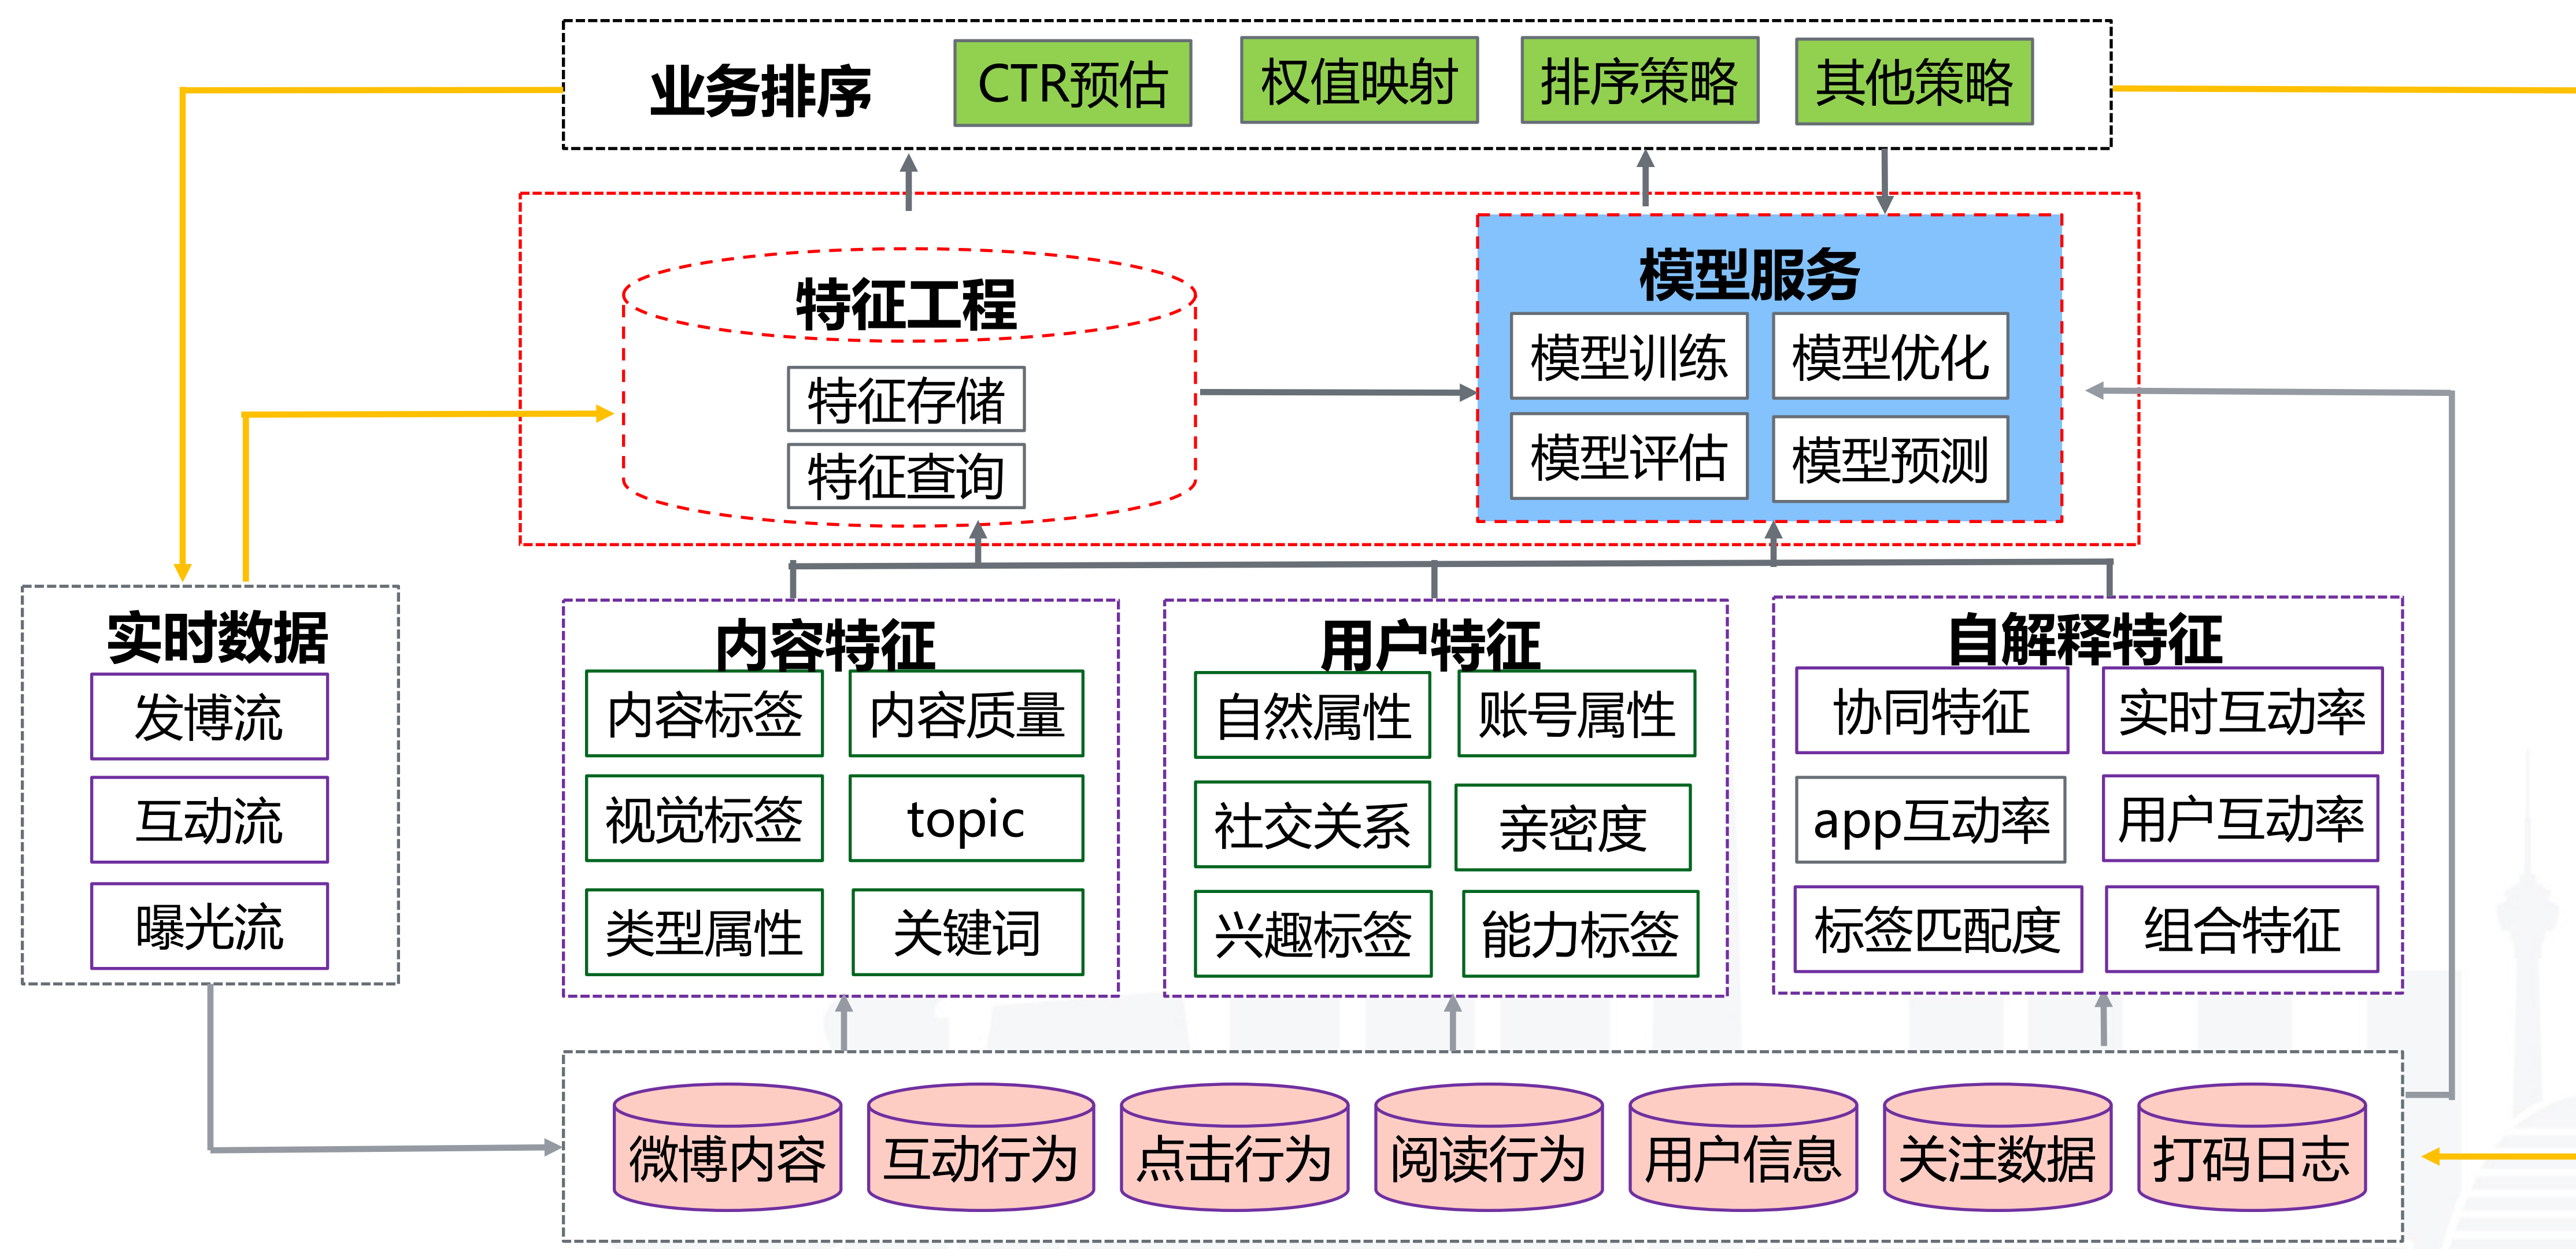 业务排序
CTR预估
权值映射
排序策略
其他策略
特征工程
特征存储
特征查询
模型服务
模型训练
模型优化
模型评估
模型预测
实时数据
发博流
互动流
曝光流
内容特征
内容标签
内容质量
视觉标签
topic
类型属性
关键词
用户特征
自然属性
账号属性
社交关系
亲密度
兴趣标签
能力标签
自解释特征
协同特征
实时互动率
app互动率
用户互动率
标签匹配度
组合特征
微博内容
互动行为
点击行为
阅读行为
用户信息
关注数据
打码日志